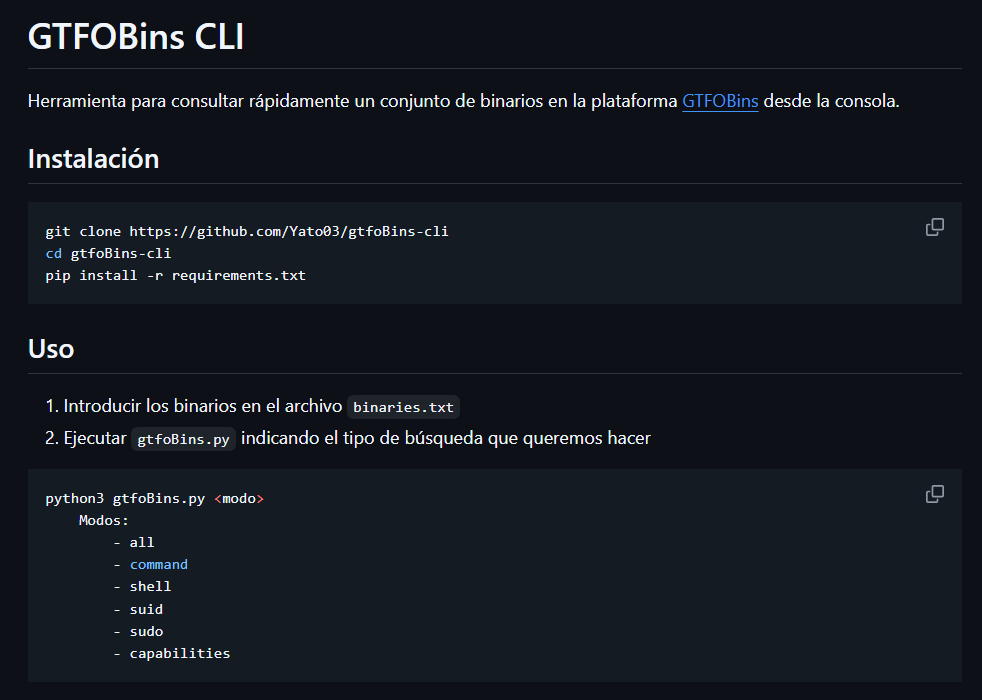 GTFOBins CLI
Herramienta para consultar rápidamente un conjunto de binarios en la plataforma GTFOBins desde la consola.
Instalación
git clone https://github.com/Yato03/gtfoBins-cli
cd gtfoBins-cli
pip install -r requirements.txt
Uso
1. Introducir los binarios en el archivo binaries.txt
2. Ejecutar gtfoBins.py indicando el tipo de búsqueda que queremos hacer
python3 gtfoBins.py <modo>
Modos:
- all
- command
- shell
- suid
- sudo
- capabilities